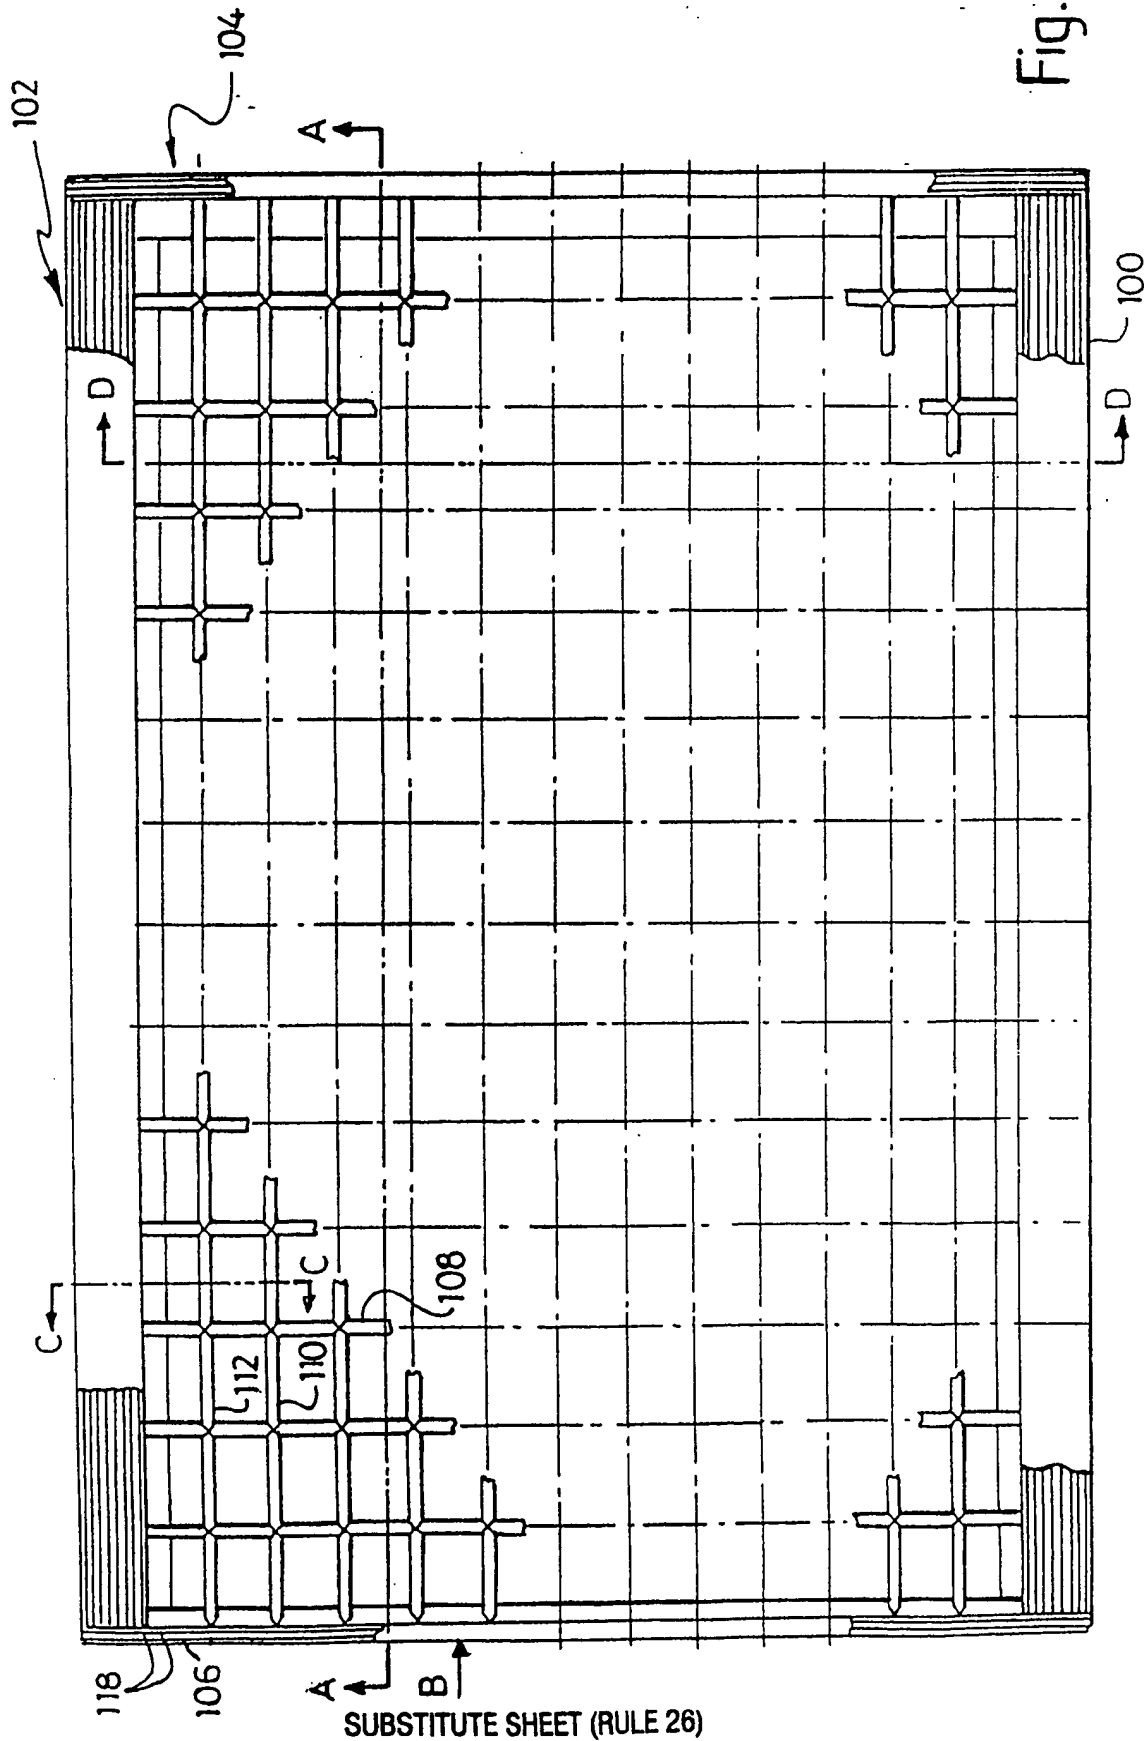 102
104
Fig.
A
A
D
D
100
C
C
108
112
110
118
106
A
B
SUBSTITUTE SHEET (RULE 26)